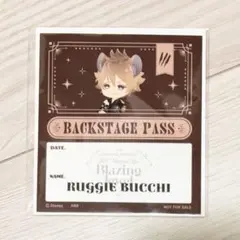 BACKSTAGE PASS
DATE.
Blazing
NAME.
RUGGIE BUCCHI
© Disney
NOT FOR SALE